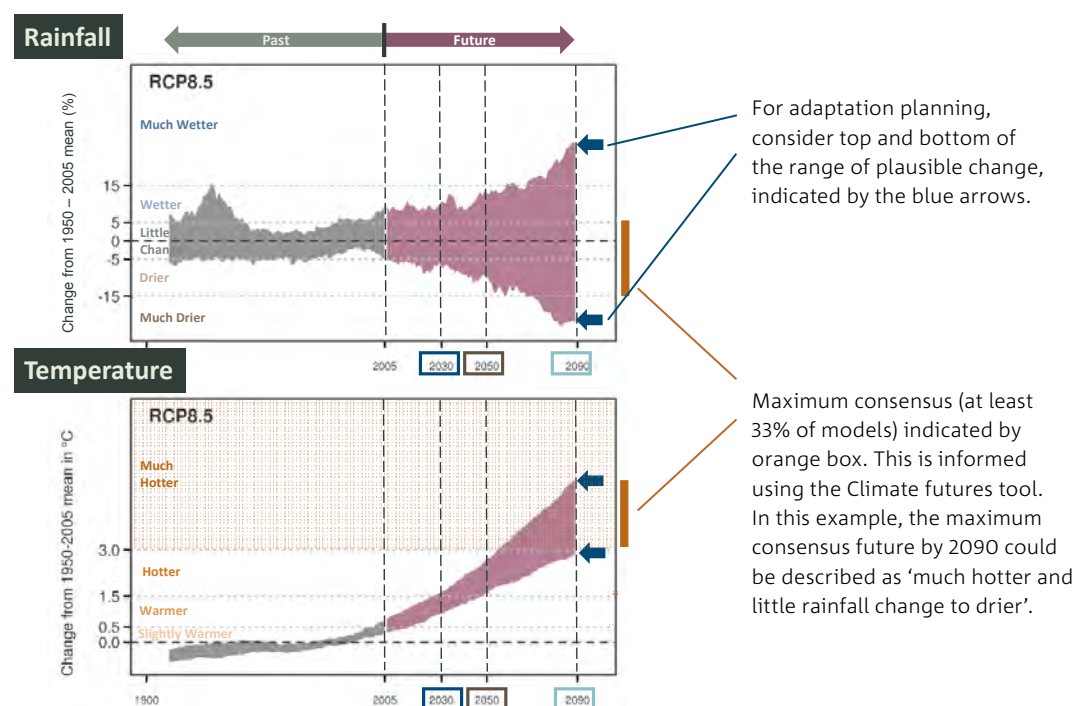 Rainfall
Past
Future
Change from 1950 – 2005 mean (%)
RCP8.5
Much Wetter
15
Wetter
5
Little
0
Change
-5
Drier
-15
Much Drier
2005
2030
2050
2090
For adaptation planning,
consider top and bottom of
the range of plausible change,
indicated by the blue arrows.
Temperature
Change from 1950-2005 mean in °C
RCP8.5
Much
Hotter
3.0
Hotter
1.5
Warmer
0.5
Slightly Warmer
0.0
1900
2005
2030
2050
2090
Maximum consensus (at least
33% of models) indicated by
orange box. This is informed
using the Climate futures tool.
In this example, the maximum
consensus future by 2090 could
be described as ‘much hotter and
little rainfall change to drier’.